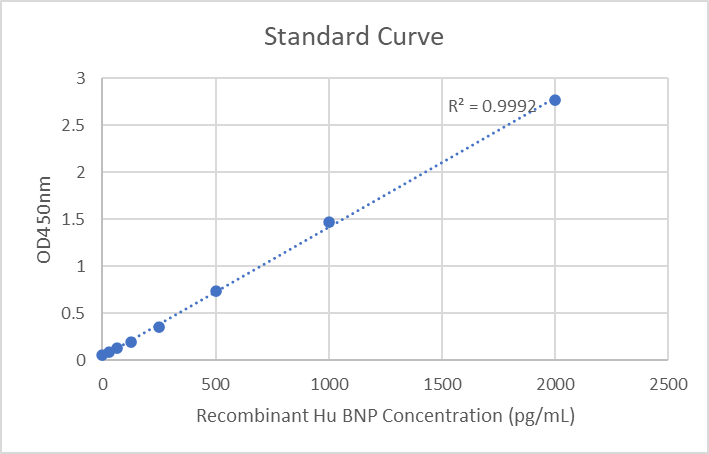 Standard Curve
3
R² = 0.9992
2.5
2
1.5
1
0.5
0
OD450nm
0 500 1000 1500 2000 2500
Recombinant Hu BNP Concentration (pg/mL)